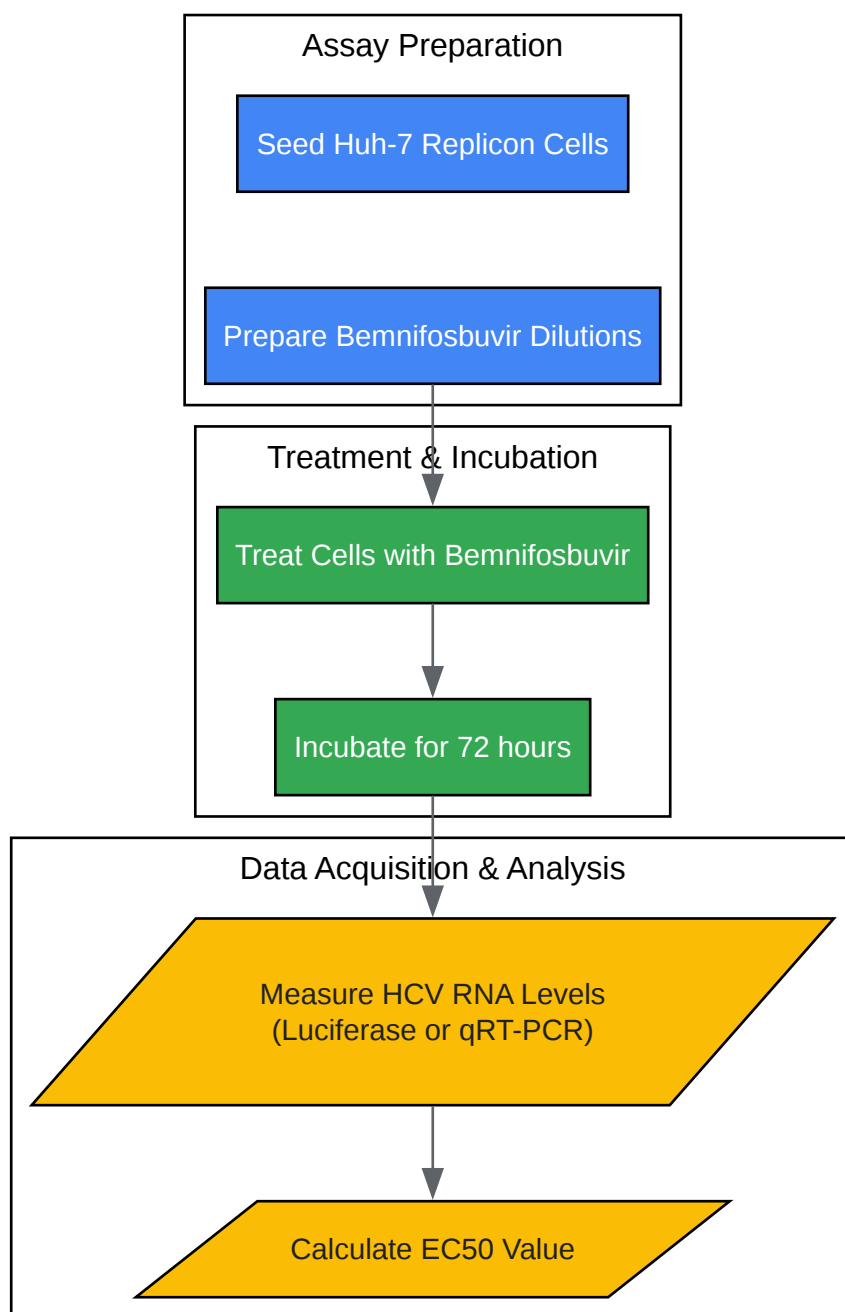 Assay Preparation
Seed Huh-7 Replicon Cells
Prepare Bemnifosbuvir Dilutions
Treatment & Incubation
Treat Cells with Bemnifosbuvir
Incubate for 72 hours
Data Acquisition & Analysis
Measure HCV RNA Levels
(Luciferase or qRT-PCR)
Calculate EC50 Value